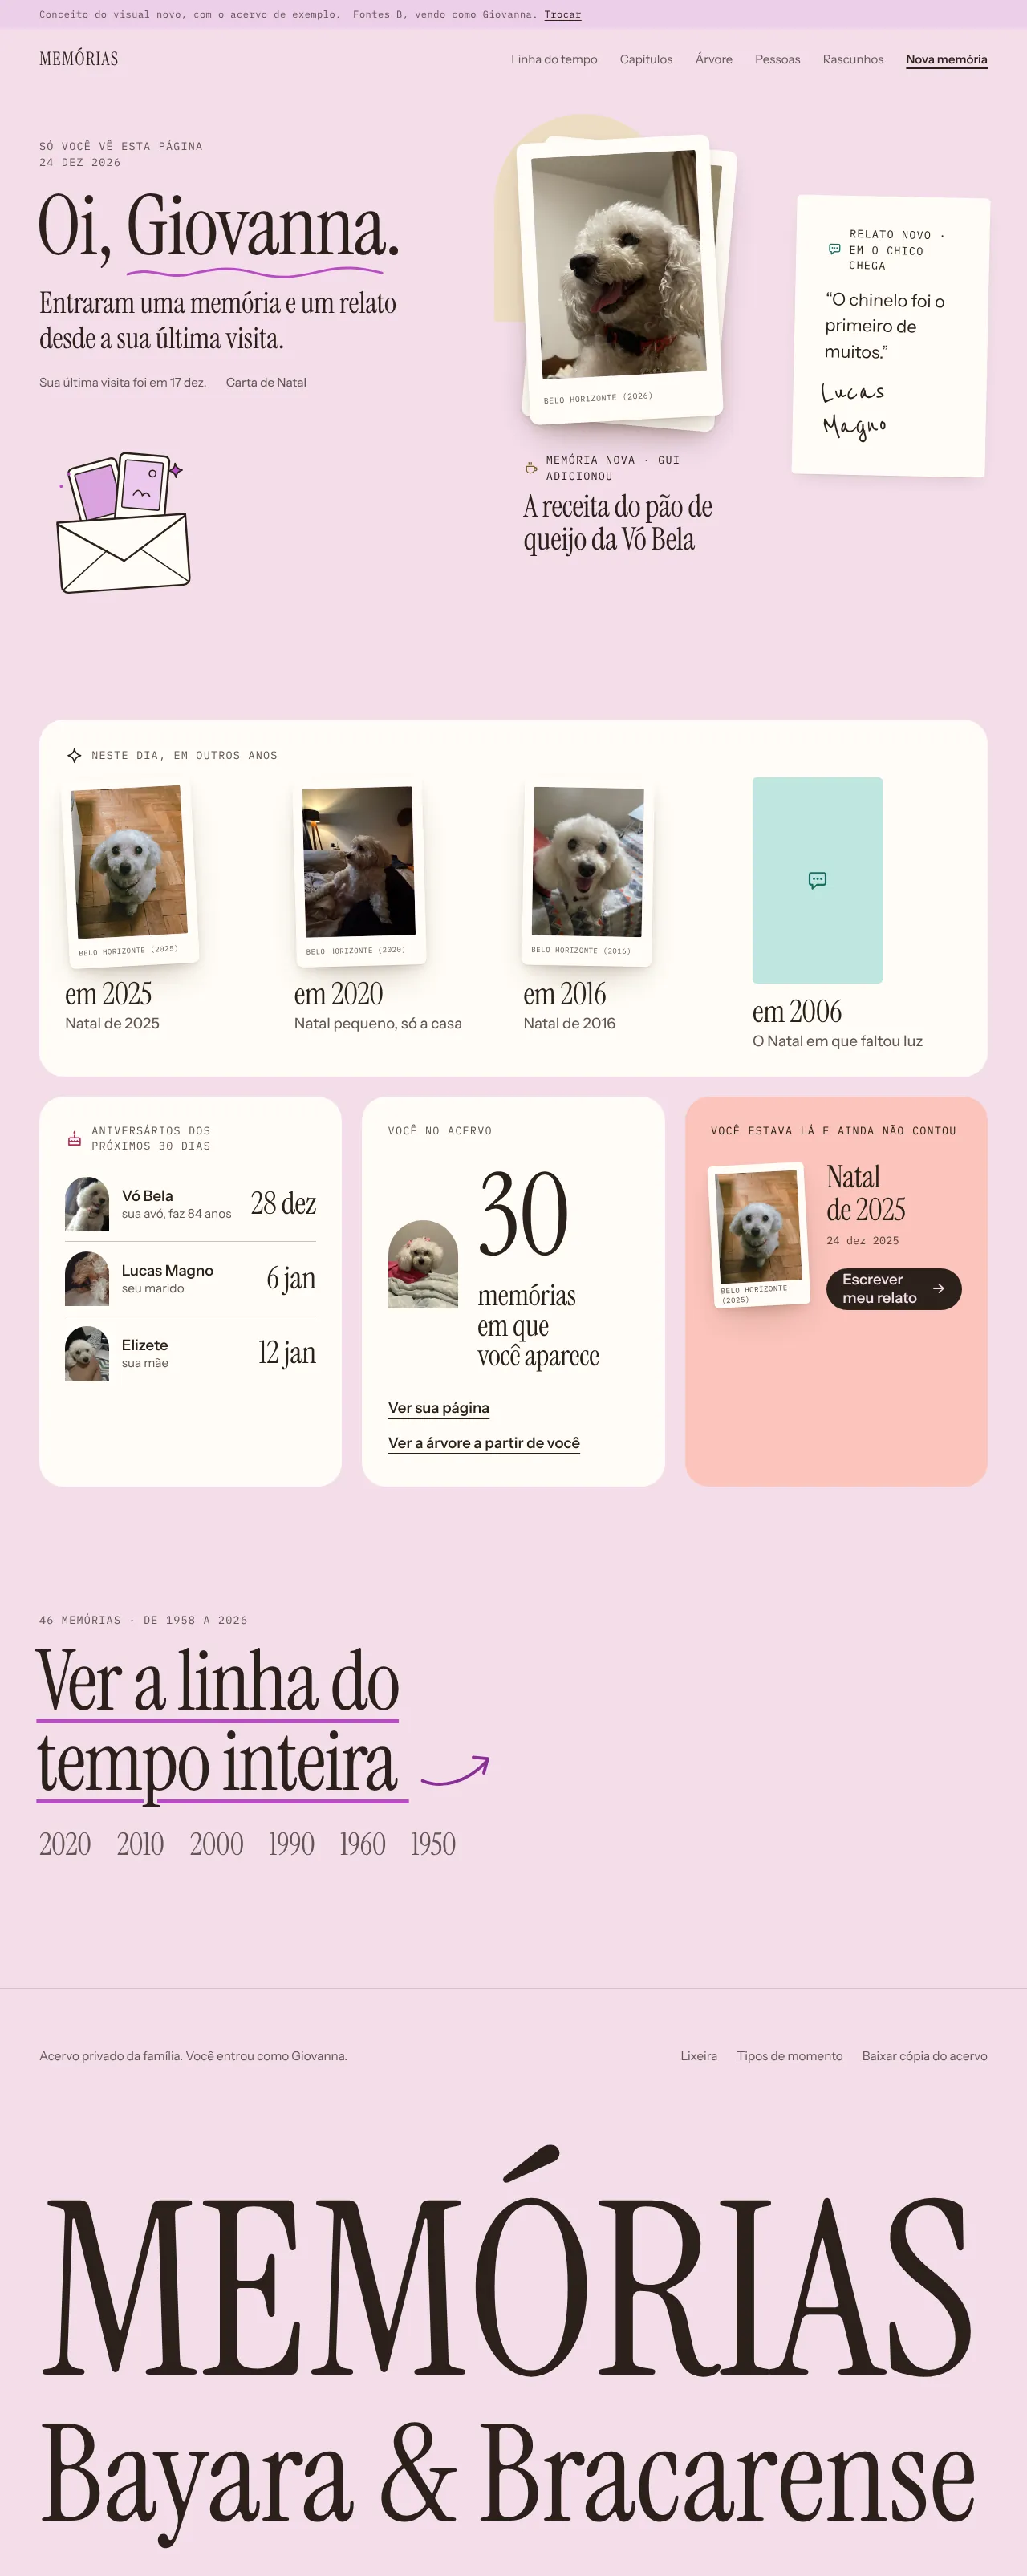 Conceito do visual novo, com o acervo de exemplo. Fontes B, vendo como Giovanna. Trocar
MEMÓRIAS
Linha do tempo Capítulos Árvore Pessoas Rascunhos Nova memória
SÓ VOCÊ VÊ ESTA PÁGINA
24 DEZ 2026
Oi, Giovanna.
Entraram uma memória e um relato
desde a sua última visita.
Sua última visita foi em 17 dez. Carta de Natal
BELO HORIZONTE (2026)
MEMÓRIA NOVA · GUI
ADICIONOU
A receita do pão de
queijo da Vó Bela
RELATO NOVO ·
EM O CHICO
CHEGA
“O chinelo foi o
primeiro de
muitos.”
Lucas
Magno
NESTE DIA, EM OUTROS ANOS
BELO HORIZONTE (2025)
em 2025
Natal de 2025
BELO HORIZONTE (2020)
em 2020
Natal pequeno, só a casa
BELO HORIZONTE (2016)
em 2016
Natal de 2016
em 2006
O Natal em que faltou luz
ANIVERSÁRIOS DOS
PRÓXIMOS 30 DIAS
Vó Bela
sua avó, faz 84 anos
28 dez
Lucas Magno
seu marido
6 jan
Elizete
sua mãe
12 jan
VOCÊ NO ACERVO
30
memórias
em que
você aparece
Ver sua página
Ver a árvore a partir de você
VOCÊ ESTAVA LÁ E AINDA NÃO CONTOU
BELO HORIZONTE
(2025)
Natal
de 2025
24 dez 2025
Escrever
meu relato →
46 MEMÓRIAS · DE 1958 A 2026
Ver a linha do
tempo inteira
2020 2010 2000 1990 1960 1950
Acervo privado da família. Você entrou como Giovanna.
Lixeira Tipos de momento Baixar cópia do acervo
MEMÓRIAS
Bayara & Bracarense